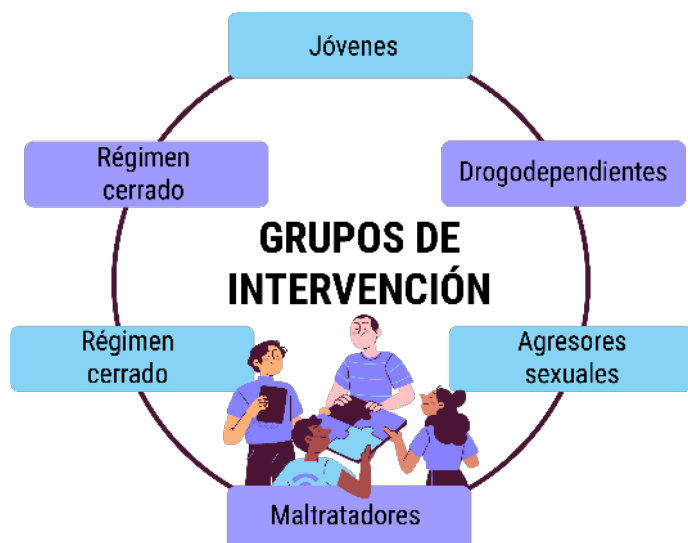 Jóvenes
Régimen
cerrado
Drogodependientes
GRUPOS DE
INTERVENCIÓN
Régimen
cerrado
Agresores
sexuales
Maltratadores